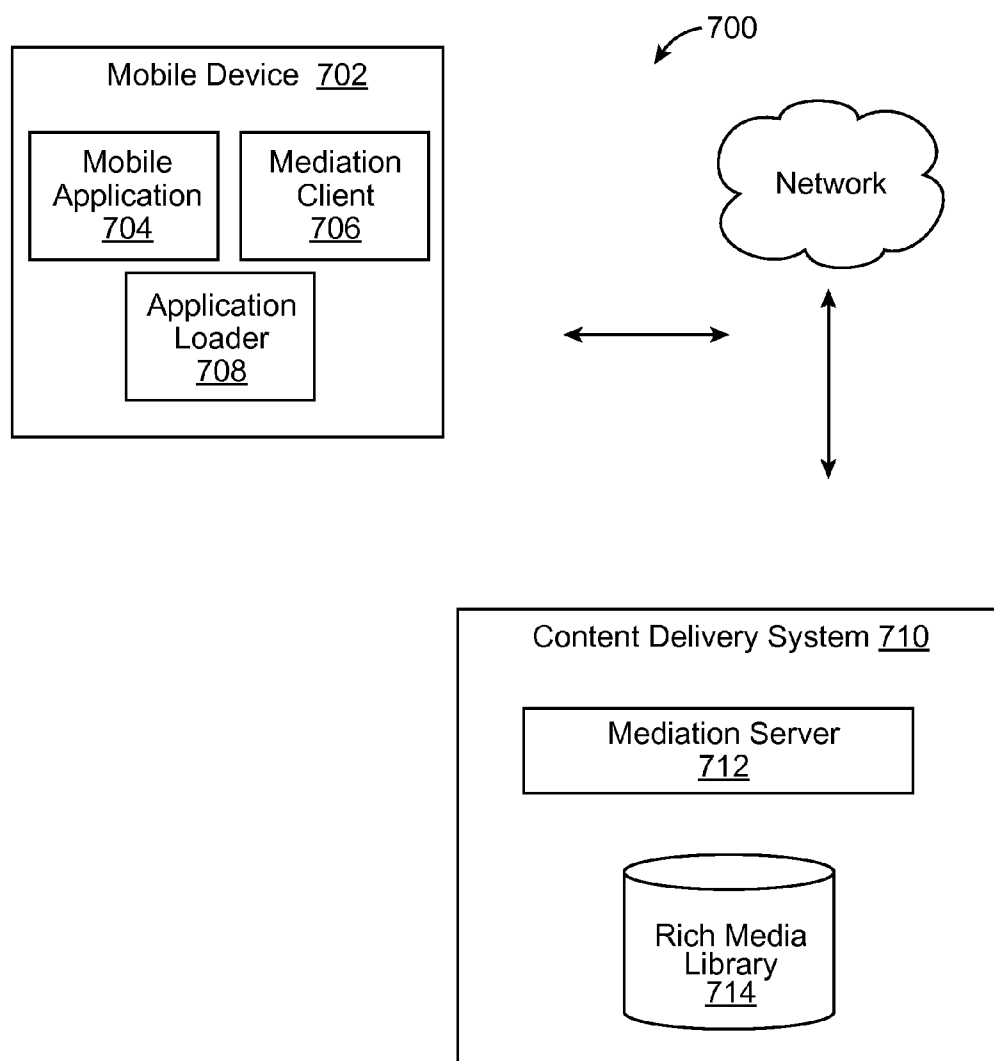 700
Mobile Device 702
Mobile
Application
704
Mediation
Client
706
Application
Loader
708
Network
Content Delivery System 710
Mediation Server
712
Rich Media
Library
714